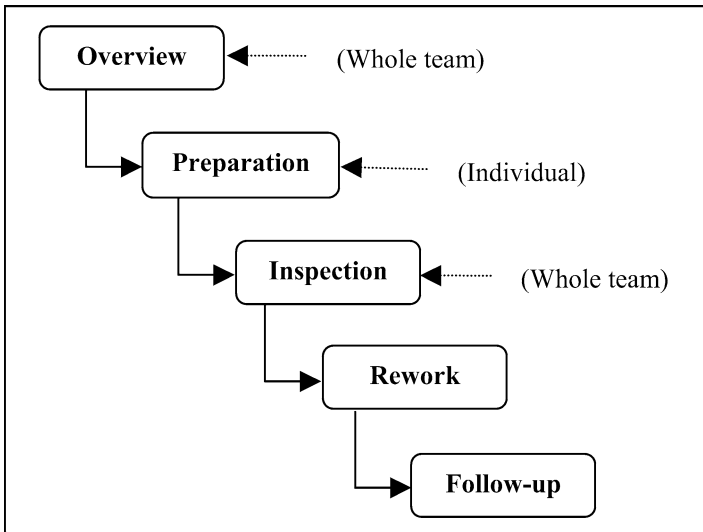 Overview
(Whole team)
Preparation
(Individual)
Inspection
(Whole team)
Rework
Follow-up